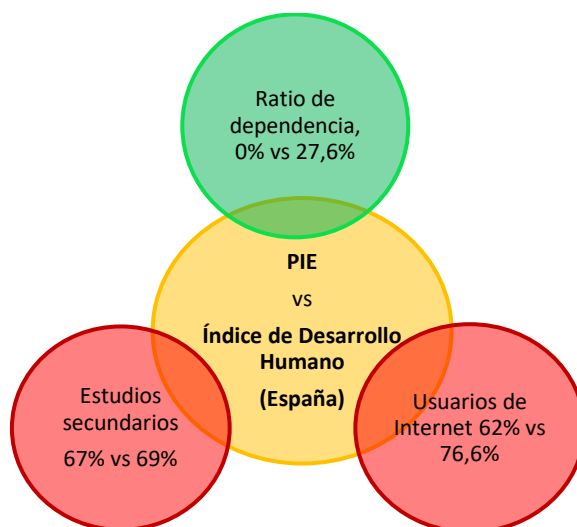 Ratio de
dependencia,
0% vs 27,6%
PIE
vs
Índice de Desarrollo
Humano
(España)
Estudios
secundarios
67% vs 69%
Usuarios de
Internet 62% vs
76,6%